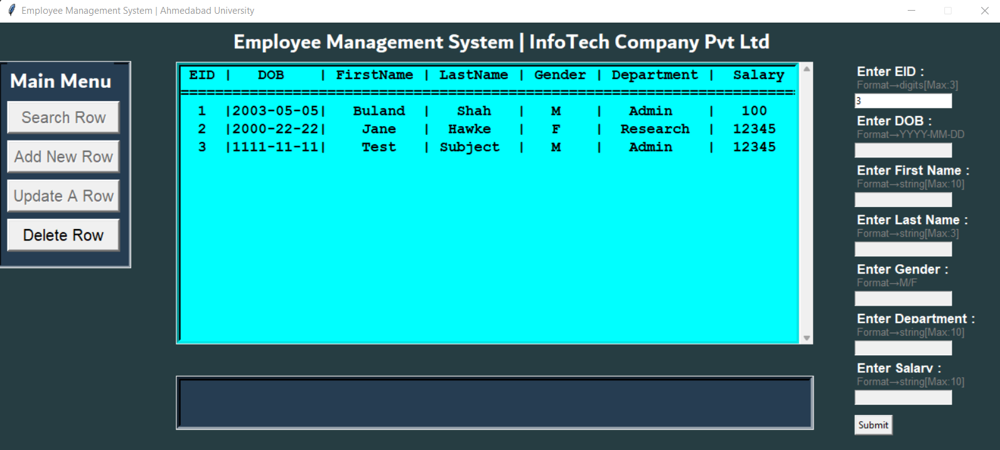 Employee Management System | Ahmedabad University
Employee Management System | InfoTech Company Pvt Ltd
Main Menu
Search Row
Add New Row
Update A Row
Delete Row
EID | DOB | FirstName | LastName | Gender | Department | Salary
=======================================================================
1 |2003-05-05| Buland | Shah | M | Admin | 100
2 |2000-22-22| Jane | Hawke | F | Research | 12345
3 |1111-11-11| Test | Subject | M | Admin | 12345
Enter EID :
Format→digits[Max:3]
3
Enter DOB :
Format→YYYY-MM-DD
Enter First Name :
Format→string[Max:10]
Enter Last Name :
Format→string[Max:3]
Enter Gender :
Format→M/F
Enter Department :
Format→string[Max:10]
Enter Salary :
Format→string[Max:10]
Submit